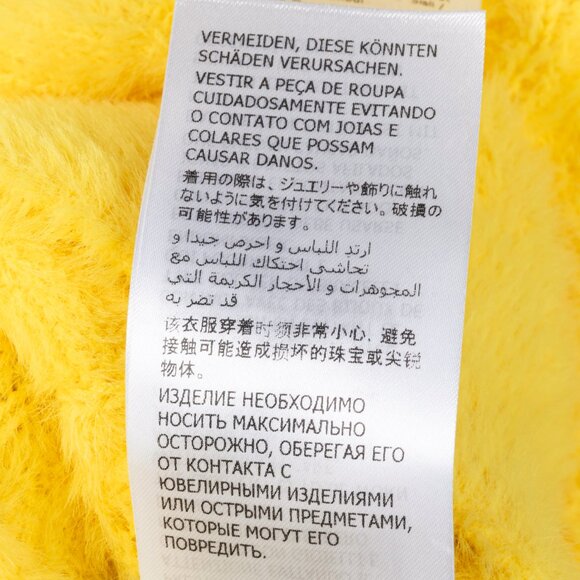 VERMEIDEN, DIESE KÖNNTEN
SCHÄDEN VERURSACHEN.
VESTIR A PEÇA DE ROUPA
CUIDADOSAMENTE EVITANDO
O CONTATO COM JOIAS E
COLARES QUE POSSAM
CAUSAR DANOS.
着用の際は、ジュエリーや飾りに触れ
ないように気を付けてください。破損の
可能性があります。
ارتد اللباس و احرص جيدا و
تحاشى احتكاك اللباس مع
المجوهرات و الأحجار الكريمة التي
قد تضر به
该衣服穿着时须非常小心, 避免
接触可能造成损坏的珠宝或尖锐
物体。
ИЗДЕЛИЕ НЕОБХОДИМО
НОСИТЬ МАКСИМАЛЬНО
ОСТОРОЖНО, ОБЕРЕГАЯ ЕГО
ОТ КОНТАКТА С
ЮВЕЛИРНЫМИ ИЗДЕЛИЯМИ
ИЛИ ОСТРЫМИ ПРЕДМЕТАМИ,
КОТОРЫЕ МОГУТ ЕГО
ПОВРЕДИТЬ.